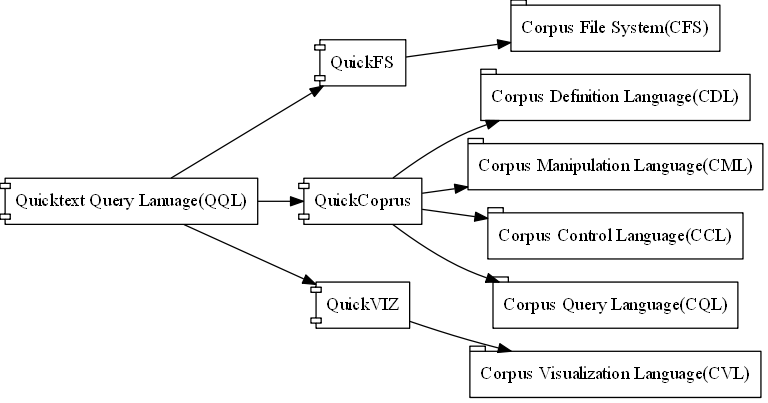 Corpus File System(CFS)
QuickFS
Corpus Definition Language(CDL)
Corpus Manipulation Language(CML)
Quicktext Query Lanuage(QQL)
QuickCoprus
Corpus Control Language(CCL)
QuickVIZ
Corpus Query Language(CQL)
Corpus Visualization Language(CVL)